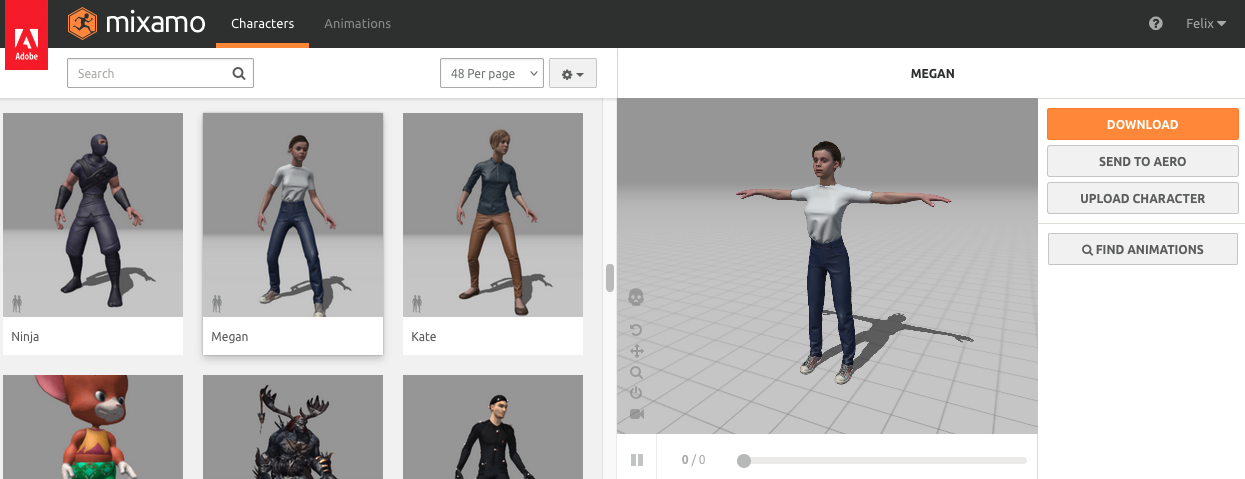 Adobe
mixamo
Characters
Animations
Felix
Search
48 Per page
MEGAN
Ninja
Megan
Kate
DOWNLOAD
SEND TO AERO
UPLOAD CHARACTER
FIND ANIMATIONS
0 / 0